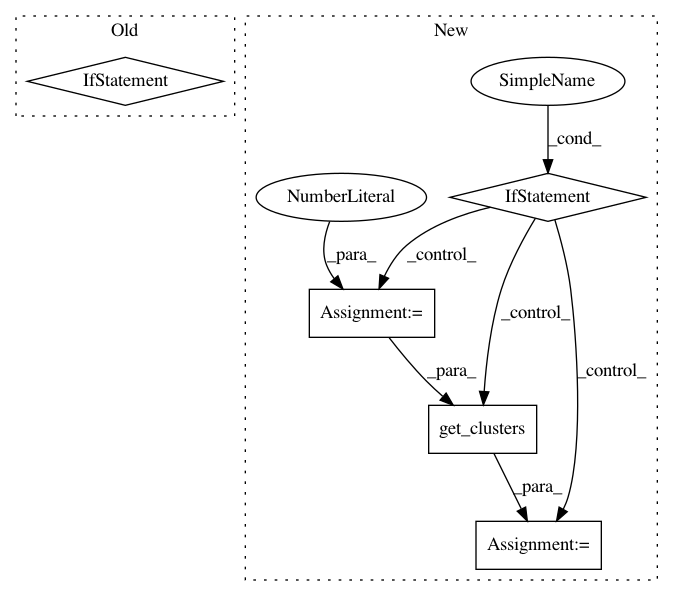 Old
New
IfStatement
SimpleName
_cond_
NumberLiteral
IfStatement
_para_
_control_
Assignment:=
_control_
_control_
_para_
get_clusters
_para_
Assignment:=